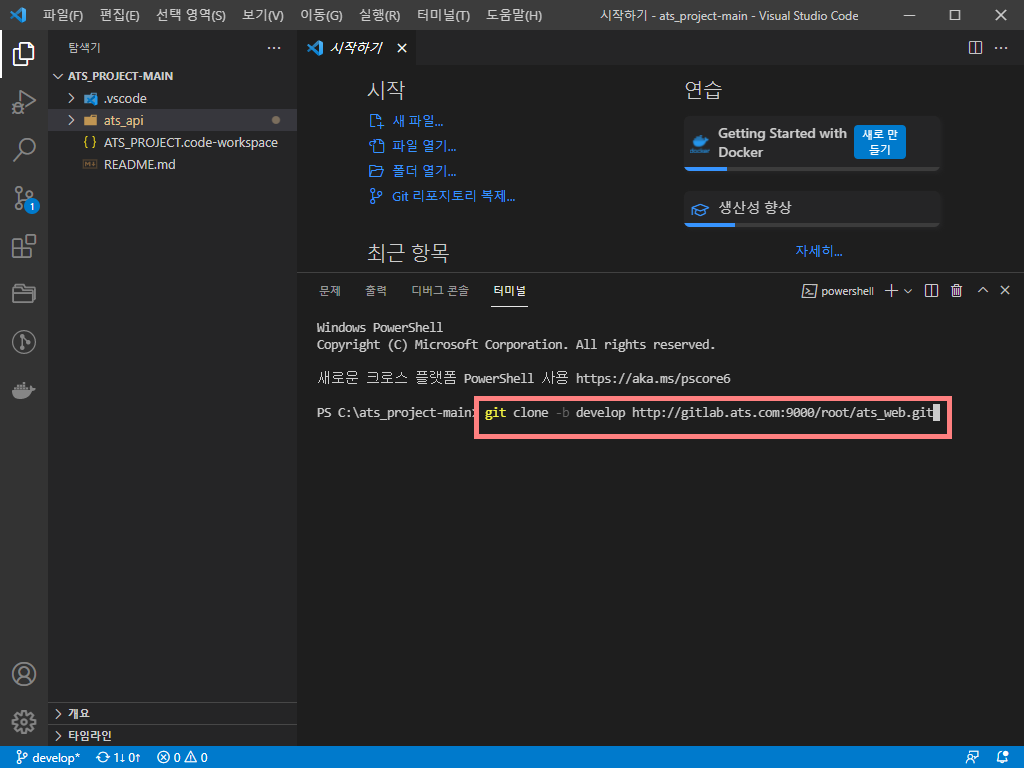 파일(F) 편집(E) 선택 영역(S) 보기(V) 이동(G) 실행(R) 터미널(T) 도움말(H) 시작하기 - ats_project-main - Visual Studio Code
탐색기
시작하기
ATS_PROJECT-MAIN
.vscode
ats_api
{ } ATS_PROJECT.code-workspace
README.md
1
시작
새 파일...
파일 열기...
폴더 열기...
Git 리포지토리 복제...
최근 항목
연습
docker
Getting Started with
Docker
새로 만
들기
생산성 향상
자세히...
문제 출력 디버그 콘솔 터미널 powershell
Windows PowerShell
Copyright (C) Microsoft Corporation. All rights reserved.
새로운 크로스 플랫폼 PowerShell 사용 https://aka.ms/pscore6
PS C:\ats_project-main> git clone -b develop http://gitlab.ats.com:9000/root/ats_web.git
개요
타임라인
develop* 1↓ 0↑ 0 0